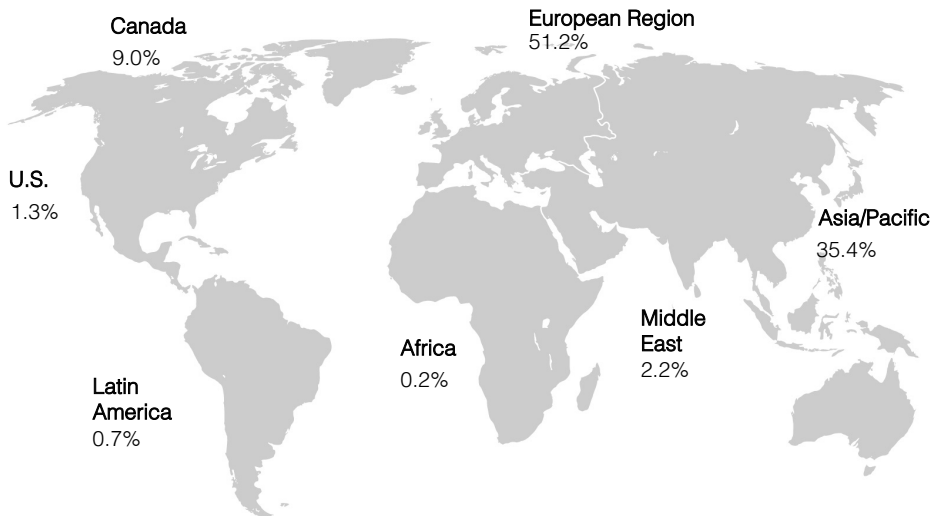 Canada
9.0%
European Region
51.2%
U.S.
1.3%
Asia/Pacific
35.4%
Middle
East
2.2%
Africa
0.2%
Latin
America
0.7%